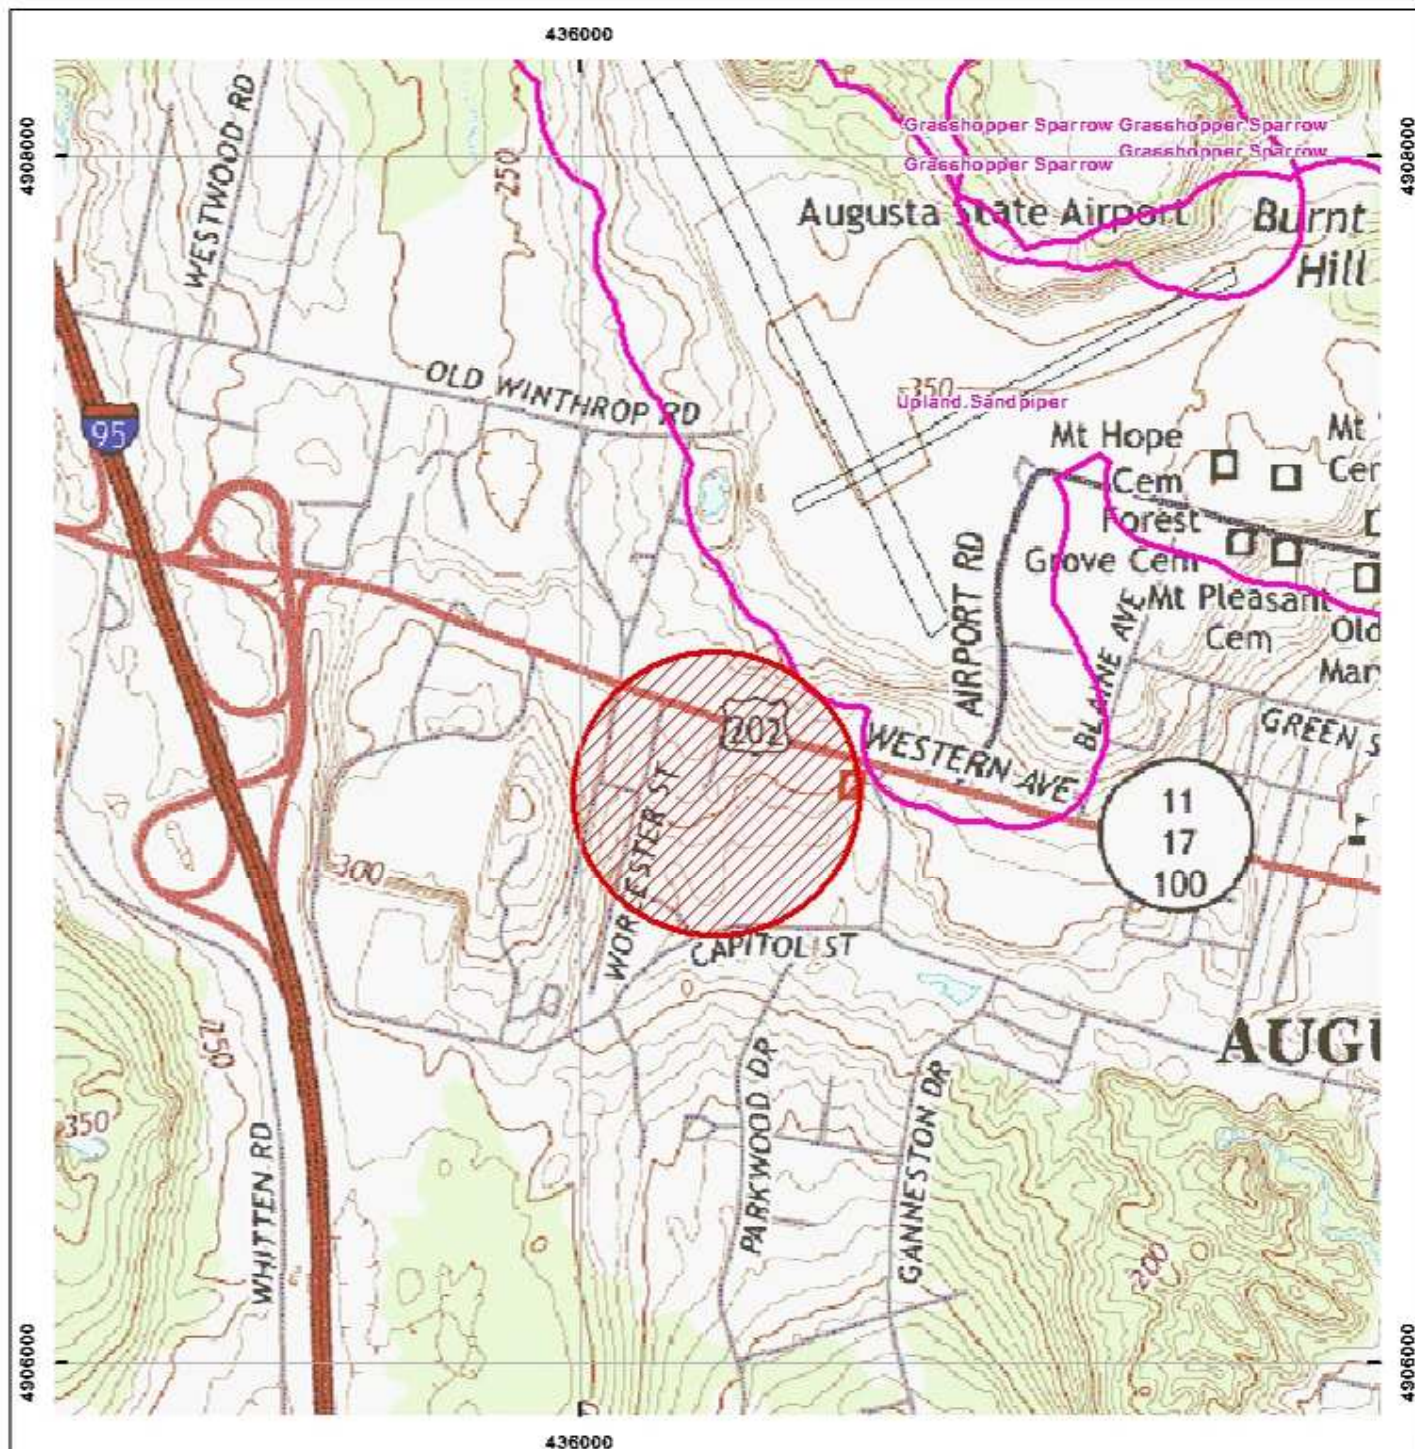 436000
4908000
4908000
WESTWOOD RD
250
Grasshopper Sparrow Grasshopper Sparrow
Grasshopper Sparrow
Grasshopper Sparrow
Augusta State Airport
Burnt
Hill
OLD WINTHROP RD
350
Upland Sandpiper
95
Mt Hope
Cem
Mt
Cem
Forest
Grove Cem
AIRPORT RD
Mt Pleasant
Cem
Old
Mar
BLAINE AVE
GREEN S
202
WESTERN AVE
11
17
100
WORCESTER ST
300
CAPITOL ST
250
AUGU
350
PARKWOOD DR
GANNESTON DR
WHITTEN RD
200
4906000
4906000
436000